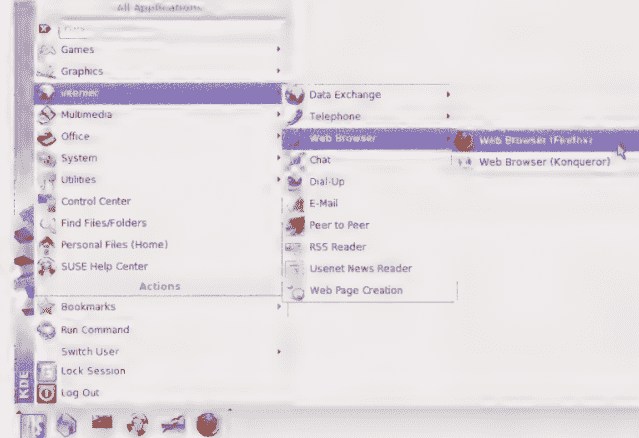 All Applications
Games
Graphics
Internet
Multimedia
Office
System
Utilities
Control Center
Find Files/Folders
Personal Files (Home)
SUSE Help Center
Actions
Bookmarks
Run Command
Switch User
Lock Session
Log Out
KDE
Data Exchange
Telephone
Web Browser
Chat
Dial-Up
E-Mail
Peer to Peer
RSS Reader
Usenet News Reader
Web Page Creation
Web Browser (Firefox)
Web Browser (Konqueror)